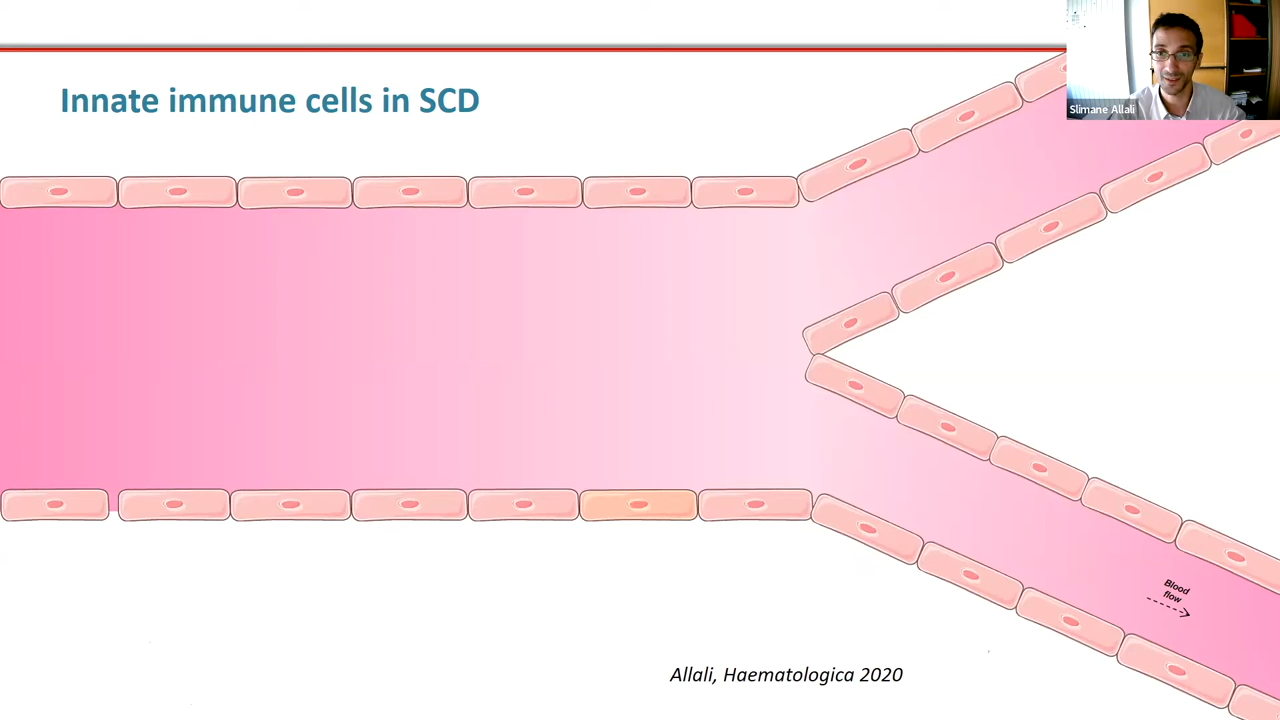 Innate immune cells in SCD
Slimane Allali
Blood
flow
Allali, Haematologica 2020